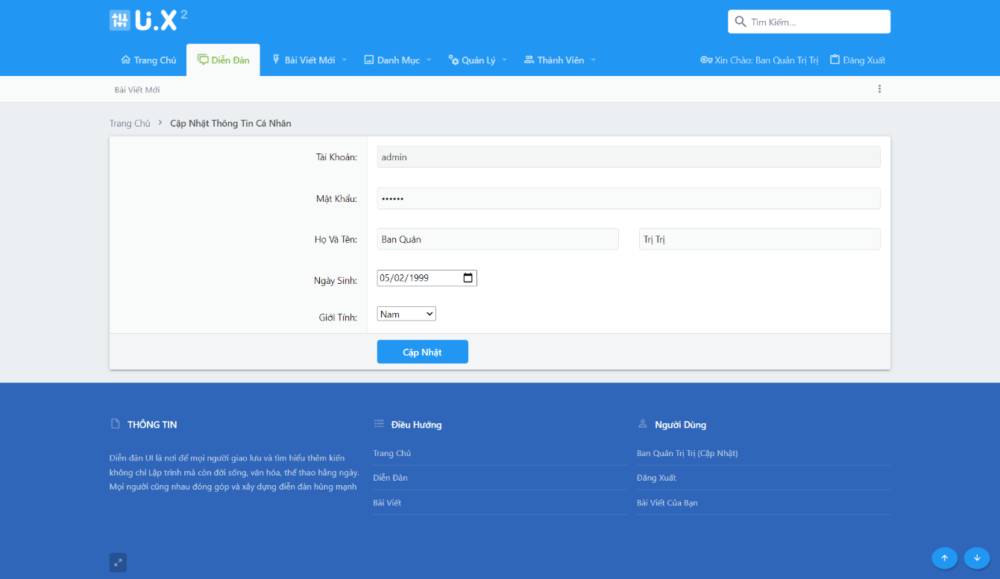 U.X 2
Tìm Kiếm...
Trang Chủ
Diễn Đàn
Bài Viết Mới
Danh Mục
Quản Lý
Thành Viên
Xin Chào: Ban Quản Trị Trị
Đăng Xuất
Bài Viết Mới
Trang Chủ > Cập Nhật Thông Tin Cá Nhân
Tài Khoản: admin
Mật Khẩu: ••••••
Họ Và Tên: Ban Quản Trị Trị
Ngày Sinh: 05/02/1999
Giới Tính: Nam
Cập Nhật
THÔNG TIN
Diễn đàn UI là nơi để mọi người giao lưu và tìm hiểu thêm kiến
không chỉ Lập trình mà còn đời sống, văn hóa, thể thao hằng ngày.
Mọi người cũng nhau đóng góp và xây dựng diễn đàn hùng mạnh
Điều Hướng
Trang Chủ
Diễn Đàn
Bài Viết
Người Dùng
Ban Quản Trị Trị (Cập Nhật)
Đăng Xuất
Bài Viết Của Bạn